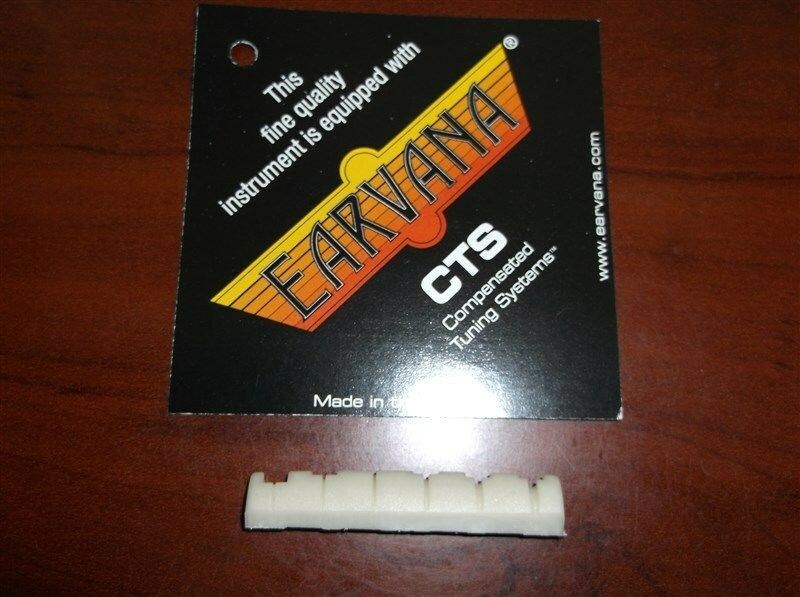 This
fine quality
instrument is equipped with
EARVANA®
CTS
Compensated
Tuning Systems™
www.earvana.com
Made in